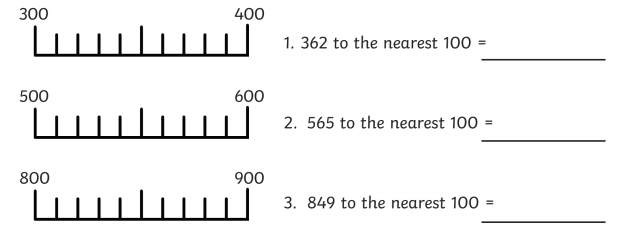 300 400
1. 362 to the nearest 100 =
500 600
2. 565 to the nearest 100 =
800 900
3. 849 to the nearest 100 =